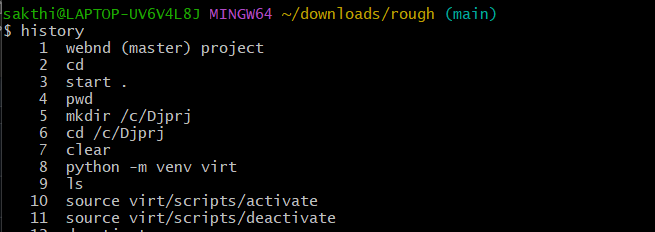 sakthi@LAPTOP-UV6V4L8J MINGW64 ~/downloads/rough (main)
$ history
1 webnd (master) project
2 cd
3 start .
4 pwd
5 mkdir /c/Djprj
6 cd /c/Djprj
7 clear
8 python -m venv virt
9 ls
10 source virt/scripts/activate
11 source virt/scripts/deactivate